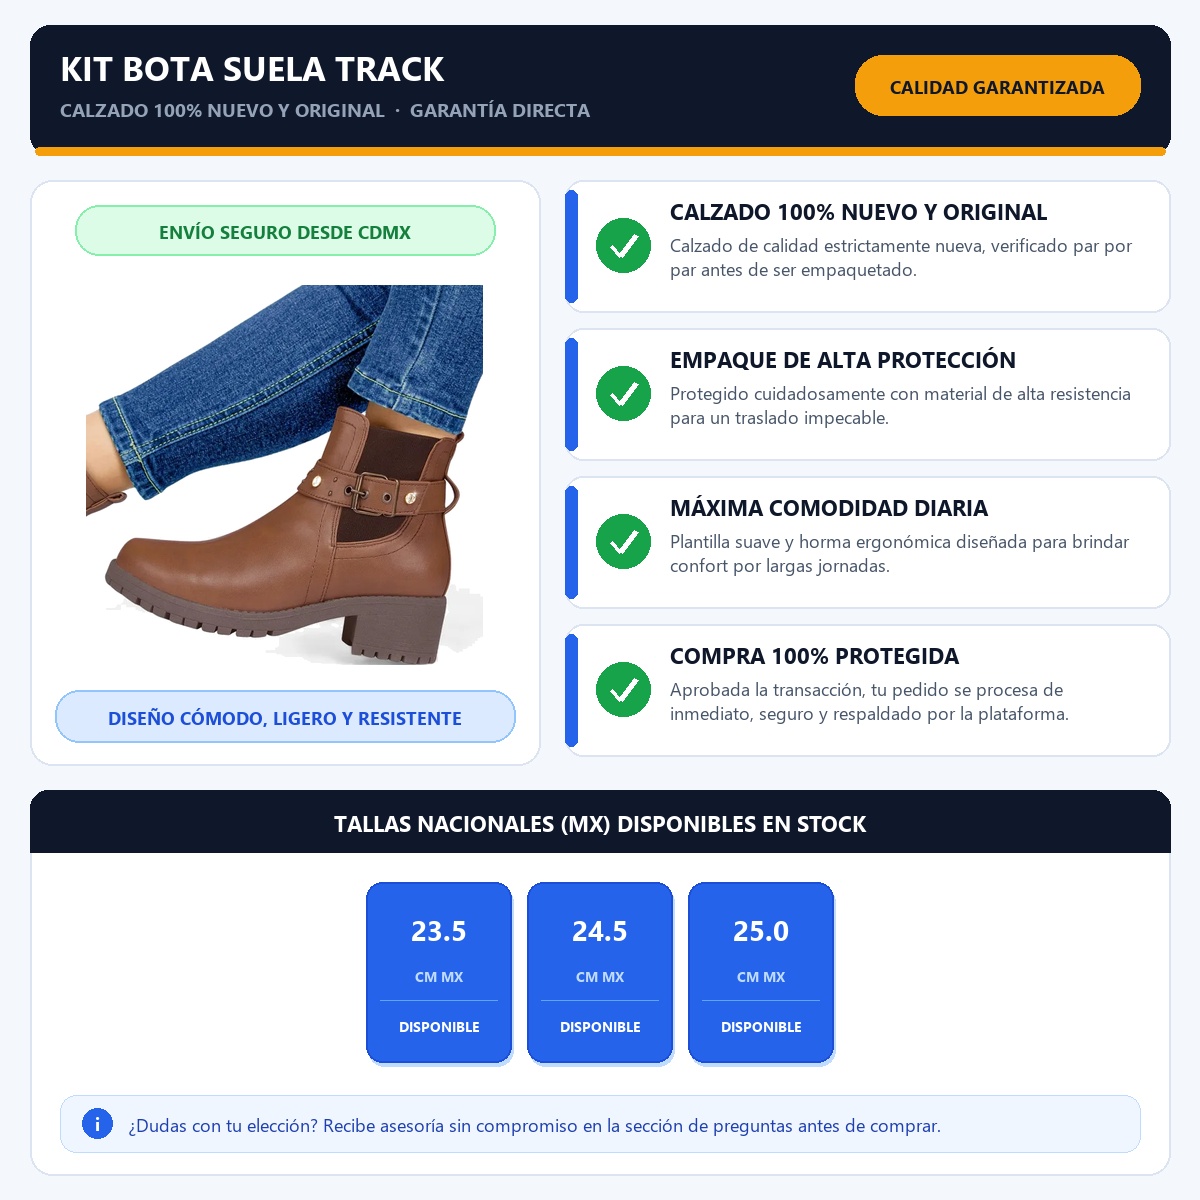 KIT BOTA SUELA TRACK
CALZADO 100% NUEVO Y ORIGINAL · GARANTÍA DIRECTA
CALIDAD GARANTIZADA
ENVÍO SEGURO DESDE CDMX
DISEÑO CÓMODO, LIGERO Y RESISTENTE
CALZADO 100% NUEVO Y ORIGINAL
Calzado de calidad estrictamente nueva, verificado par por
par antes de ser empaquetado.
EMPAQUE DE ALTA PROTECCIÓN
Protegido cuidadosamente con material de alta resistencia
para un traslado impecable.
MÁXIMA COMODIDAD DIARIA
Plantilla suave y horma ergonómica diseñada para brindar
confort por largas jornadas.
COMPRA 100% PROTEGIDA
Aprobada la transacción, tu pedido se procesa de
inmediato, seguro y respaldado por la plataforma.
TALLAS NACIONALES (MX) DISPONIBLES EN STOCK
23.5
CM MX
DISPONIBLE
24.5
CM MX
DISPONIBLE
25.0
CM MX
DISPONIBLE
¿Dudas con tu elección? Recibe asesoría sin compromiso en la sección de preguntas antes de comprar.